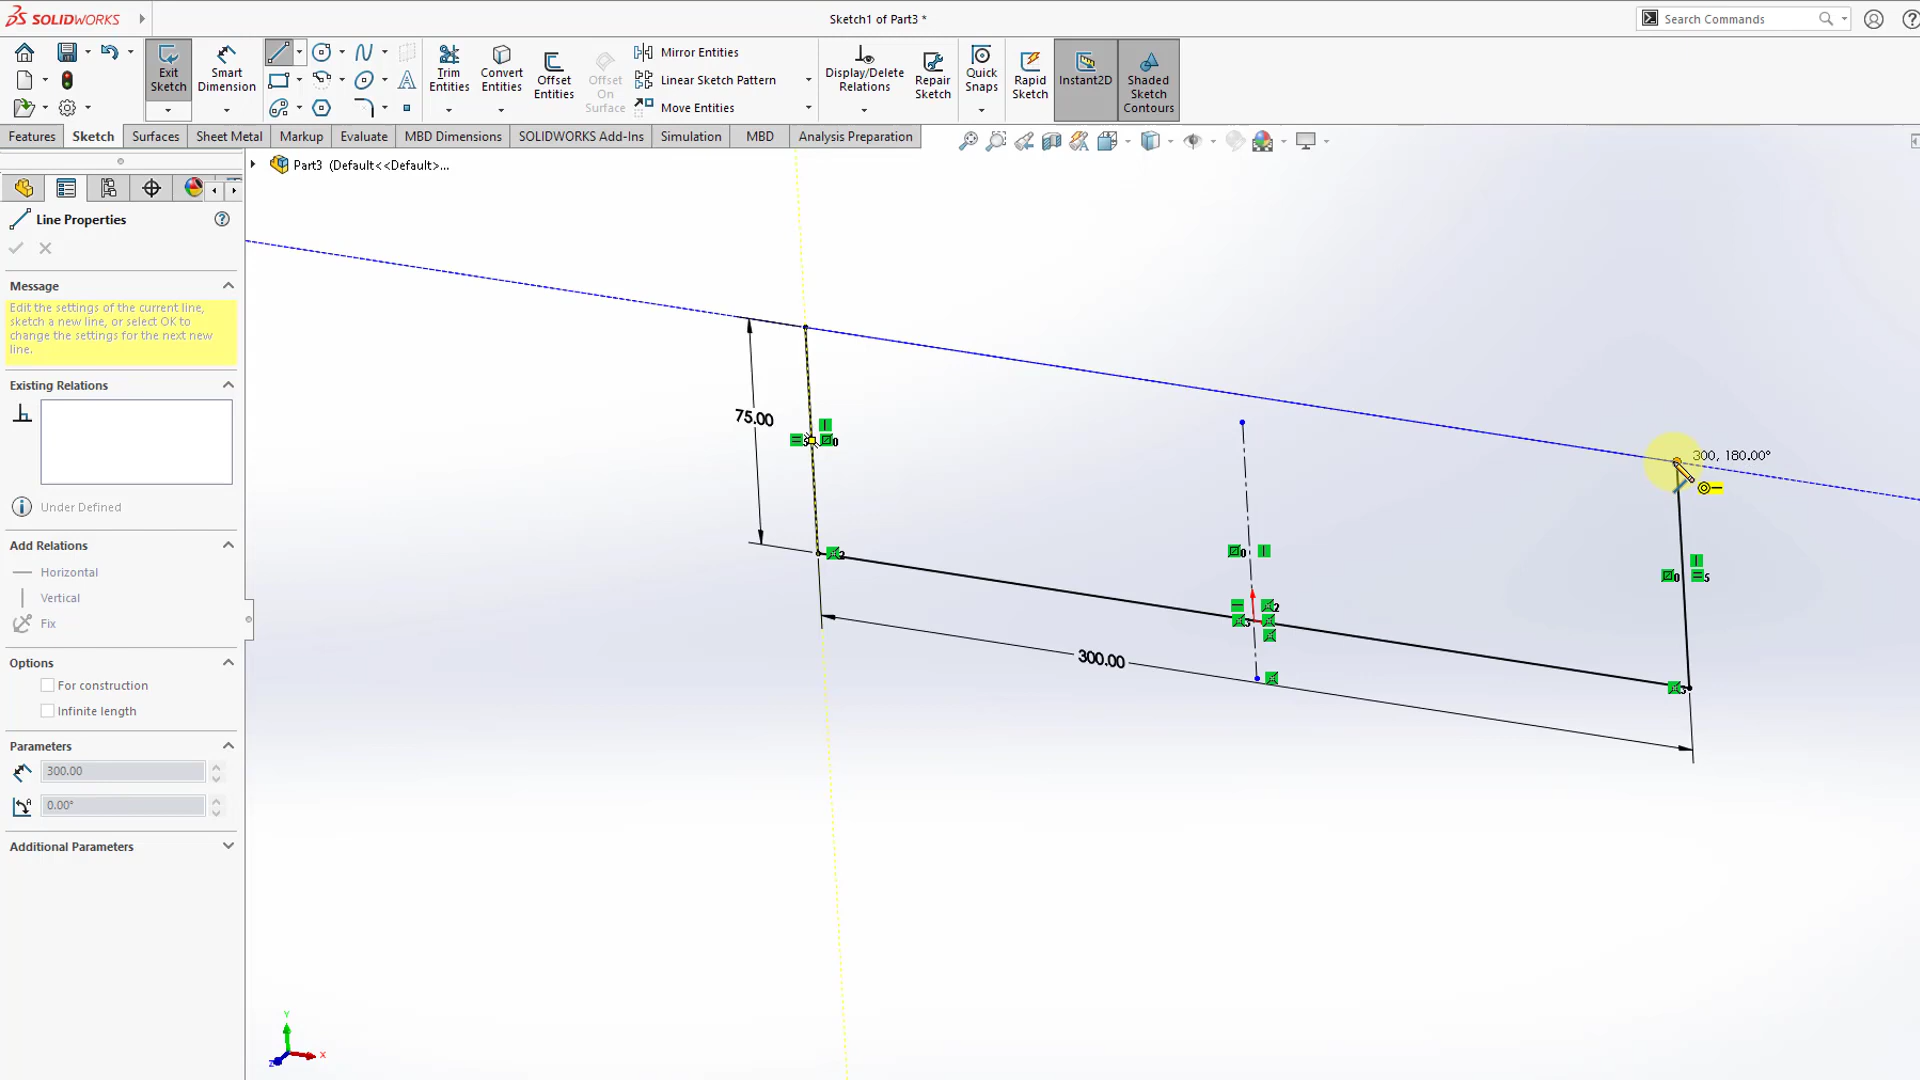 SOLIDWORKS
Sketch1 of Part3 *
Search Commands
Exit Sketch
Smart Dimension
Trim Entities
Convert Entities
Offset Entities
Offset On Surface
Mirror Entities
Linear Sketch Pattern
Move Entities
Display/Delete Relations
Repair Sketch
Quick Snaps
Rapid Sketch
Instant2D
Shaded Sketch Contours
Features
Sketch
Surfaces
Sheet Metal
Markup
Evaluate
MBD Dimensions
SOLIDWORKS Add-Ins
Simulation
MBD
Analysis Preparation
Part3 (Default<<Default>...
Line Properties
Message
Edit the settings of the current line,
sketch a new line, or select OK to
change the settings for the next new
line.
Existing Relations
Under Defined
Add Relations
Horizontal
Vertical
Fix
Options
For construction
Infinite length
Parameters
300.00
0.00°
Additional Parameters
75.00
300.00
300, 180.00°
Y
X
Z